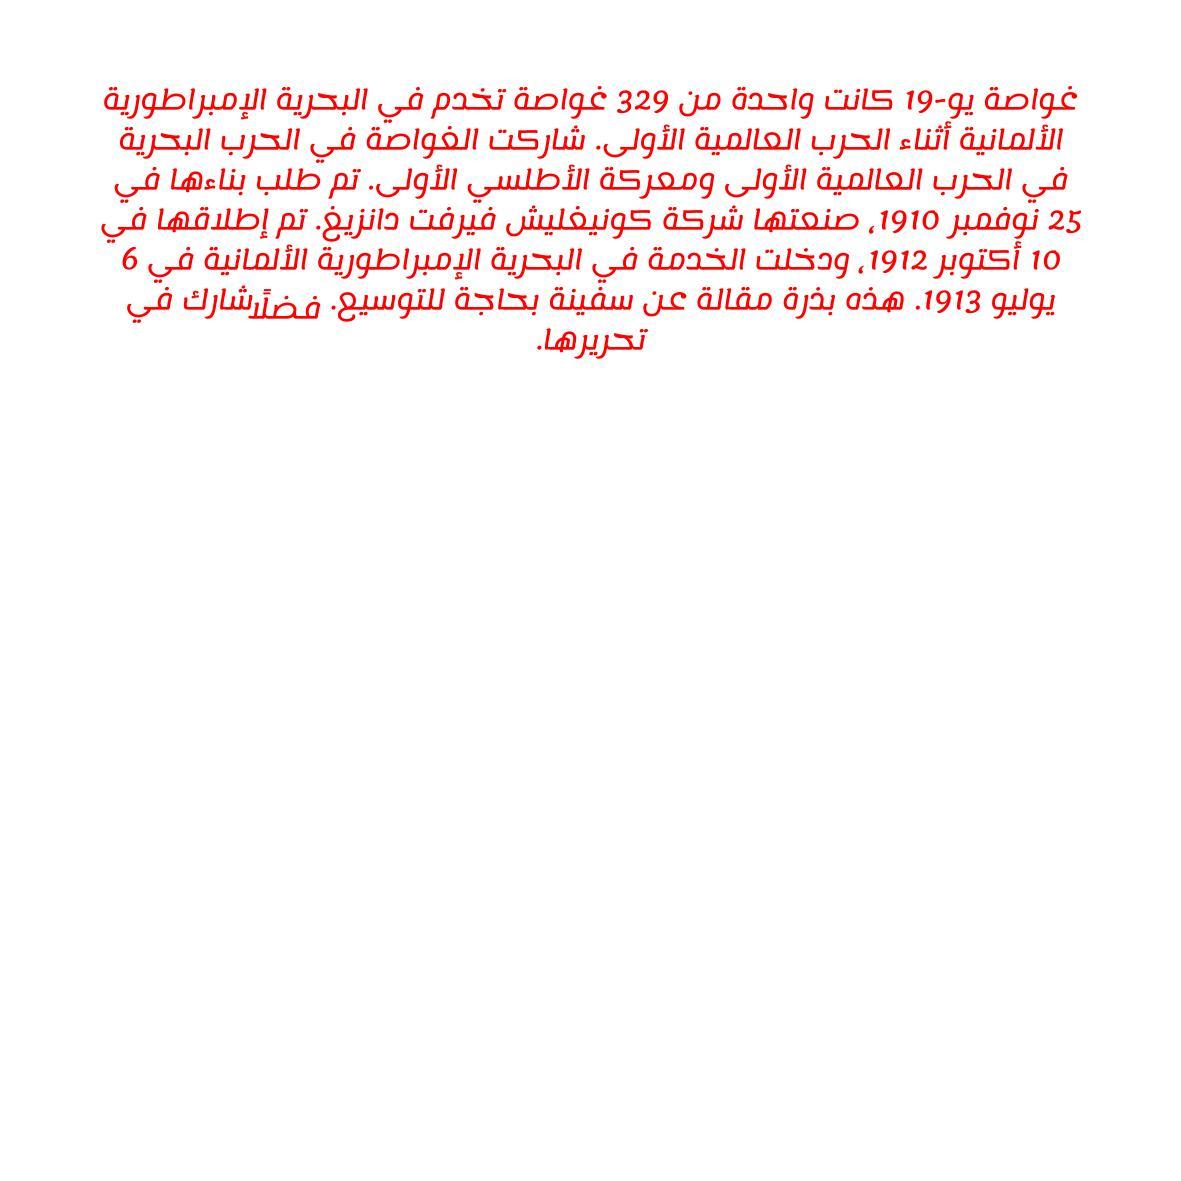 غواصة يو-19 كانت واحدة من 329 غواصة تخدم في البحرية الإمبراطورية
الألمانية أثناء الحرب العالمية الأولى. شاركت الغواصة في الحرب البحرية
في الحرب العالمية الأولى ومعركة الأطلسي الأولى. تم طلب بناءها في
25 نوفمبر 1910، صنعتها شركة كونيغليش فيرفت دانزيغ. تم إطلاقها في
10 أكتوبر 1912، ودخلت الخدمة في البحرية الإمبراطورية الألمانية في 6
يوليو 1913. هذه بذرة مقالة عن سفينة بحاجة للتوسيع. فضلًاشارك في
تحريرها.